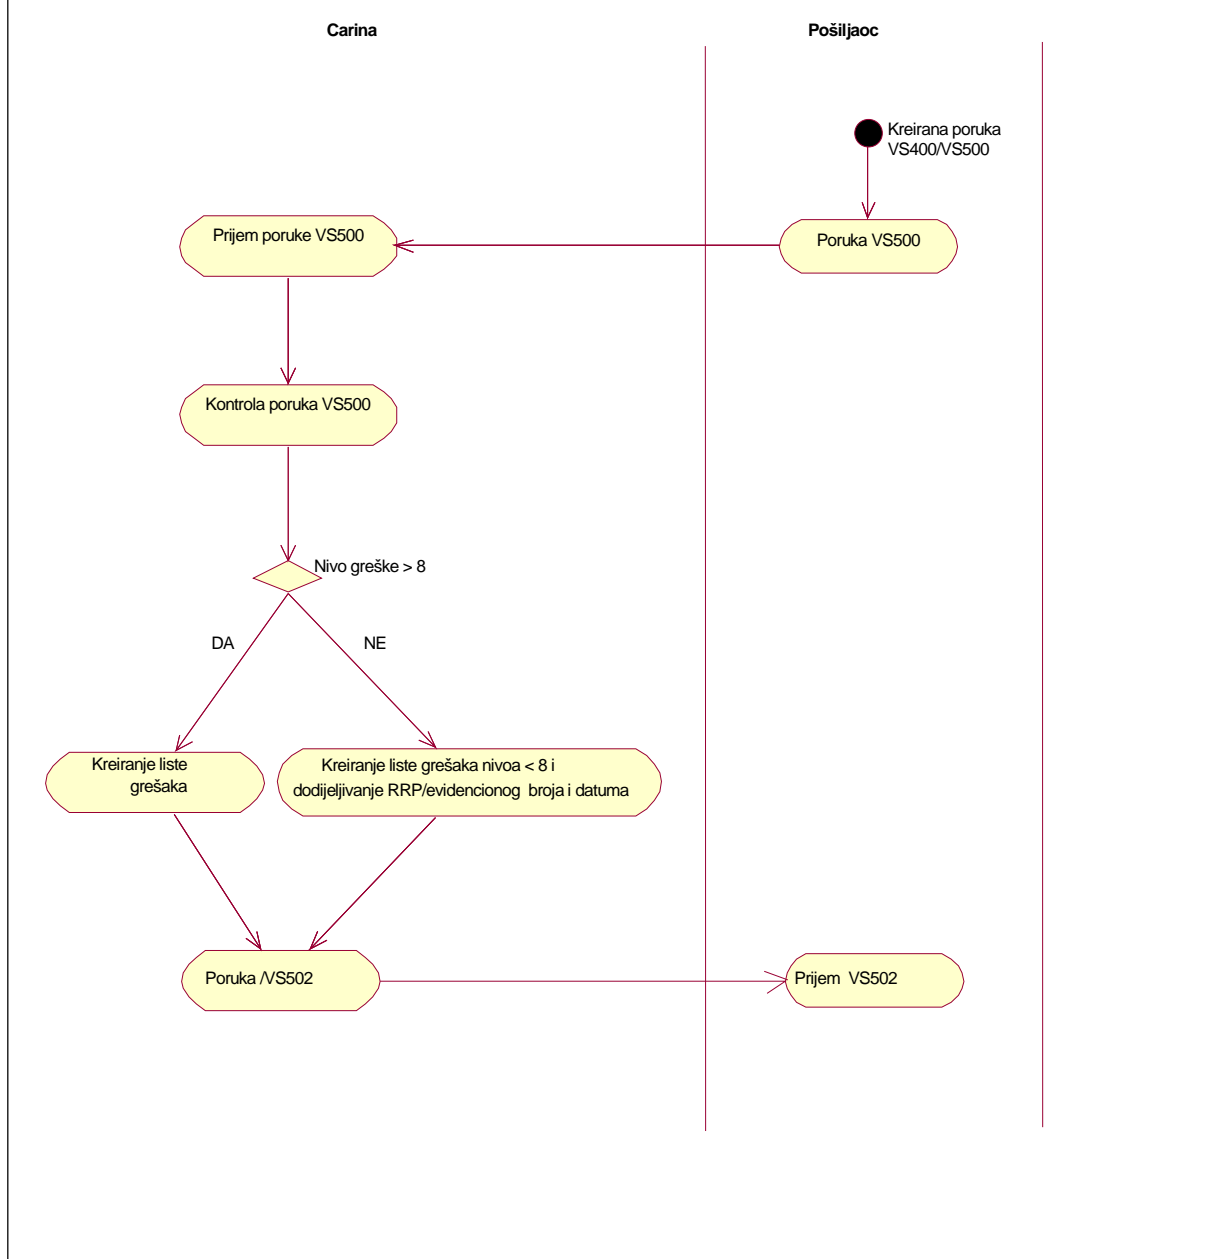 Carina
Pošiljaoc
Kreirana poruka
VS400/VS500
Prijem poruke VS500
Poruka VS500
Kontrola poruka VS500
Nivo greške > 8
DA
NE
Kreiranje liste
grešaka
Kreiranje liste grešaka nivoa < 8 i
dodijeljivanje RRP/evidencionog broja i datuma
Poruka /VS502
Prijem VS502